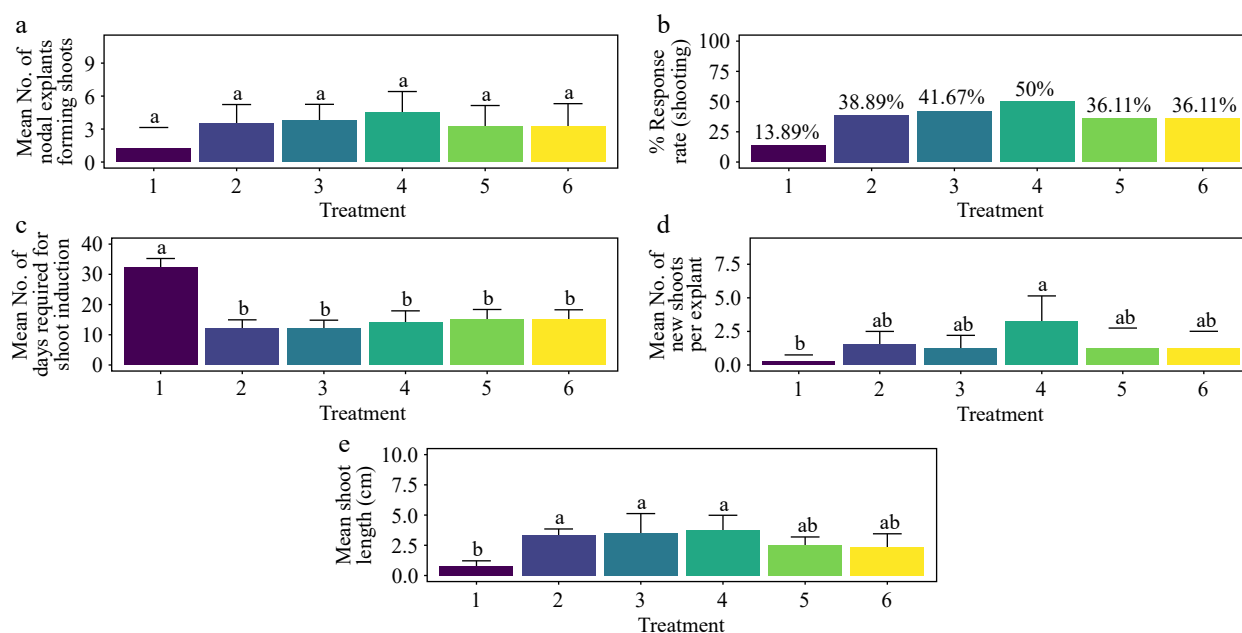 a
Mean No. of
nodal explants
forming shoots
9
6
3
0
a
a
a
a
a
a
1 2 3 4 5 6
Treatment
b
% Response
rate (shooting)
100
75
50
25
0
13.89%
38.89%
41.67%
50%
36.11%
36.11%
1 2 3 4 5 6
Treatment
c
Mean No. of
days required for
shoot induction
40
30
20
10
0
a
b
b
b
b
b
1 2 3 4 5 6
Treatment
d
Mean No. of
new shoots
per explant
7.5
5.0
2.5
0.0
b
ab
ab
a
ab
ab
1 2 3 4 5 6
Treatment
e
Mean shoot
length (cm)
10.0
7.5
5.0
2.5
0.0
b
a
a
a
ab
ab
1 2 3 4 5 6
Treatment